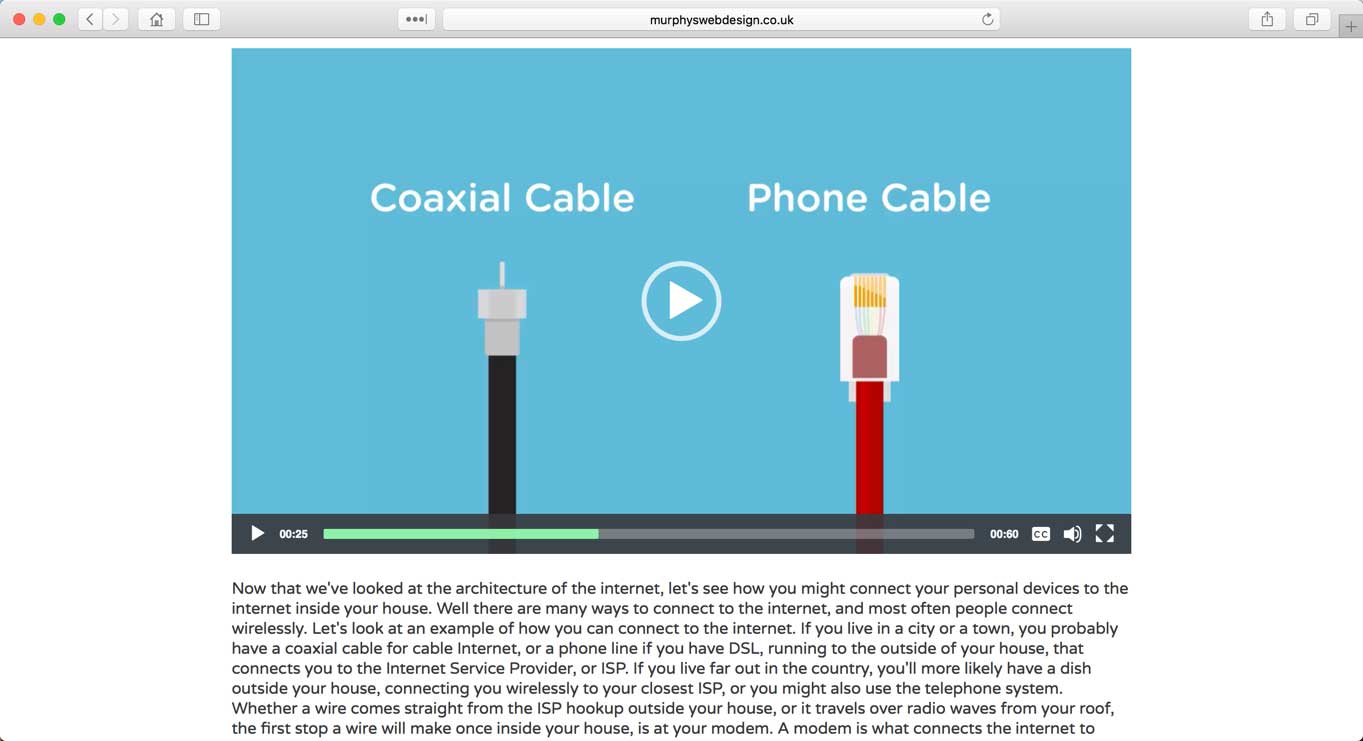 murphyswebdesign.co.uk
Coaxial Cable
Phone Cable
00:25
00:60
CC
Now that we've looked at the architecture of the internet, let's see how you might connect your personal devices to the
internet inside your house. Well there are many ways to connect to the internet, and most often people connect
wirelessly. Let's look at an example of how you can connect to the internet. If you live in a city or a town, you probably
have a coaxial cable for cable Internet, or a phone line if you have DSL, running to the outside of your house, that
connects you to the Internet Service Provider, or ISP. If you live far out in the country, you'll more likely have a dish
outside your house, connecting you wirelessly to your closest ISP, or you might also use the telephone system.
Whether a wire comes straight from the ISP hookup outside your house, or it travels over radio waves from your roof,
the first stop a wire will make once inside your house, is at your modem. A modem is what connects the internet to